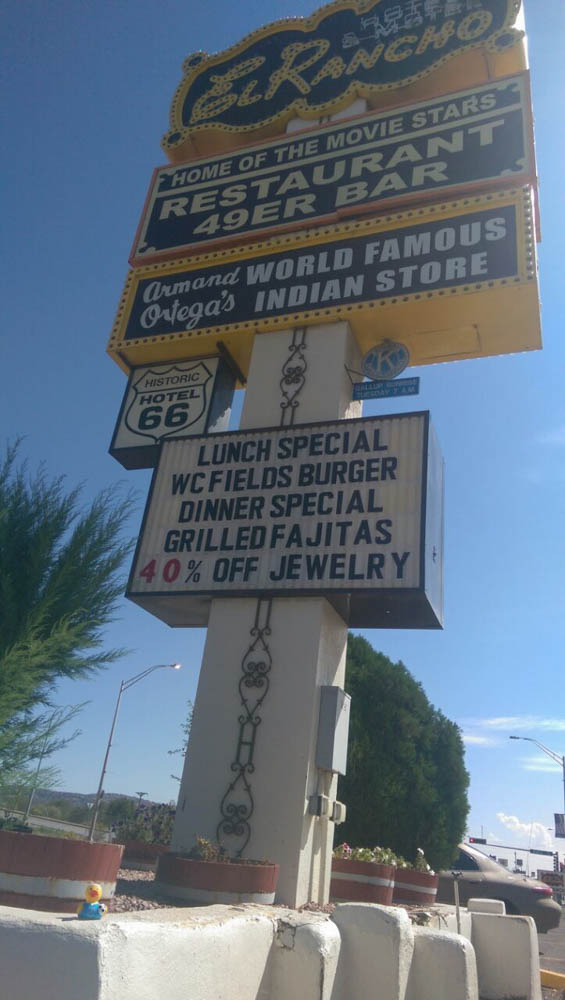 HOTEL
& MOTEL
El RANCHO
HOME OF THE MOVIE STARS
RESTAURANT
49ER BAR
Armand Ortega's WORLD FAMOUS
INDIAN STORE
HISTORIC
HOTEL
66
K
GALLUP SUNRISE
TUESDAY 7 A.M.
LUNCH SPECIAL
WC FIELDS BURGER
DINNER SPECIAL
GRILLED FAJITAS
40% OFF JEWELRY